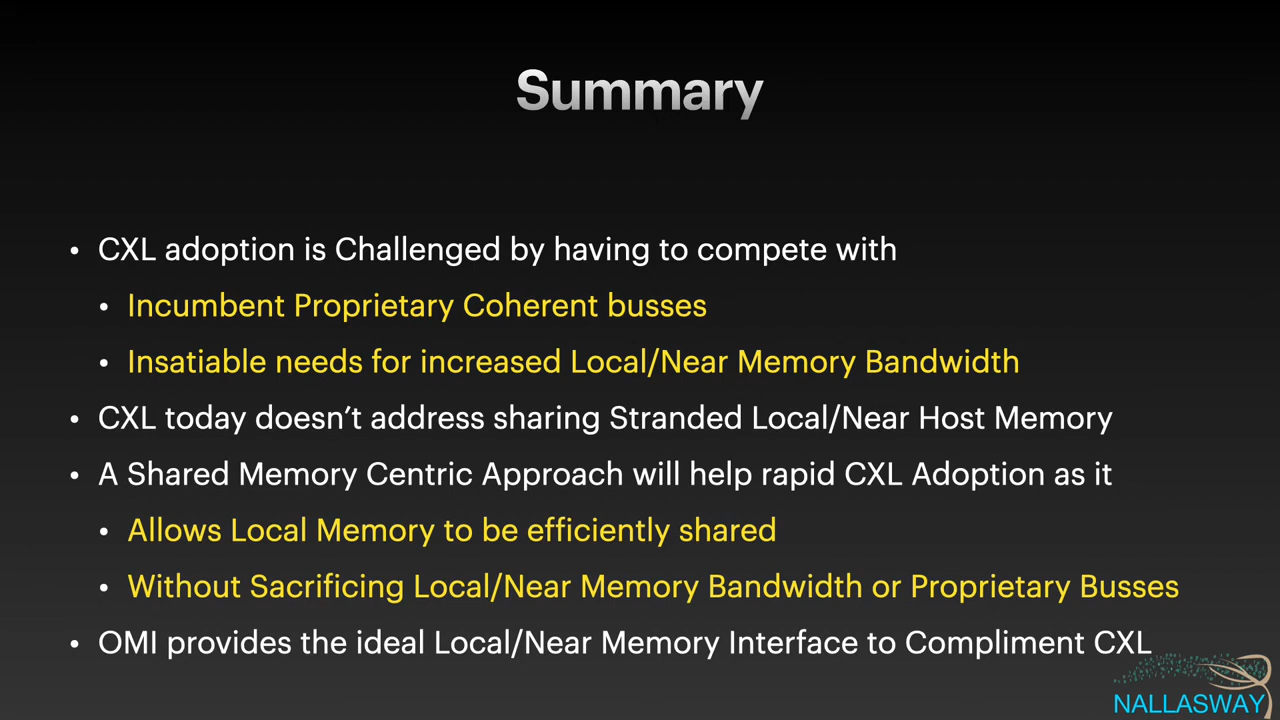 Summary
• CXL adoption is Challenged by having to compete with
• Incumbent Proprietary Coherent busses
• Insatiable needs for increased Local/Near Memory Bandwidth
• CXL today doesn’t address sharing Stranded Local/Near Host Memory
• A Shared Memory Centric Approach will help rapid CXL Adoption as it
• Allows Local Memory to be efficiently shared
• Without Sacrificing Local/Near Memory Bandwidth or Proprietary Busses
• OMI provides the ideal Local/Near Memory Interface to Compliment CXL
NALLASWAY